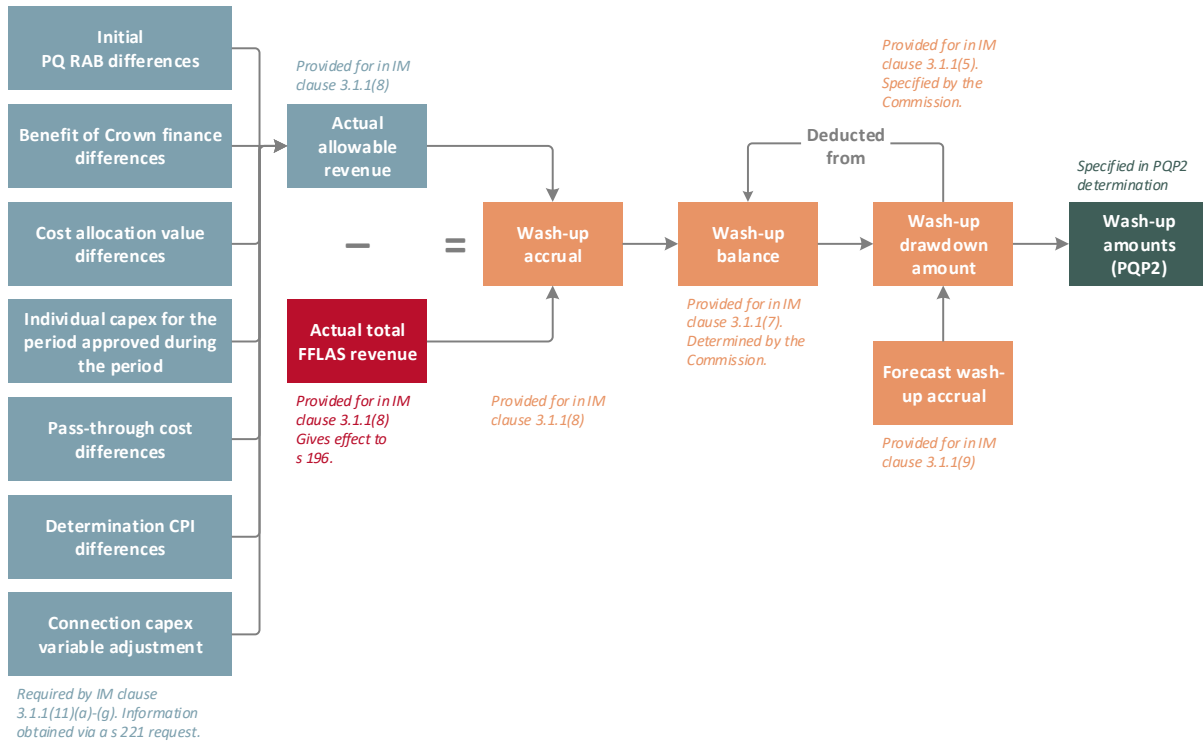 Initial
PQ RAB differences
Benefit of Crown finance
differences
Cost allocation value
differences
Individual capex for the
period approved during
the period
Pass-through cost
differences
Determination CPI
differences
Connection capex
variable adjustment
Required by IM clause
3.1.1(11)(a)-(g). Information
obtained via a s 221 request.
Provided for in IM
clause 3.1.1(8)
Actual
allowable
revenue
–
Actual total
FFLAS revenue
Provided for in IM
clause 3.1.1(8)
Gives effect to
s 196.
=
Wash-up
accrual
Provided for in IM
clause 3.1.1(8)
Deducted
from
Wash-up
balance
Provided for in IM
clause 3.1.1(7).
Determined by the
Commission.
Provided for in IM
clause 3.1.1(5).
Specified by the
Commission.
Wash-up
drawdown
amount
Forecast wash-
up accrual
Provided for in IM
clause 3.1.1(9)
Specified in PQP2
determination
Wash-up
amounts
(PQP2)